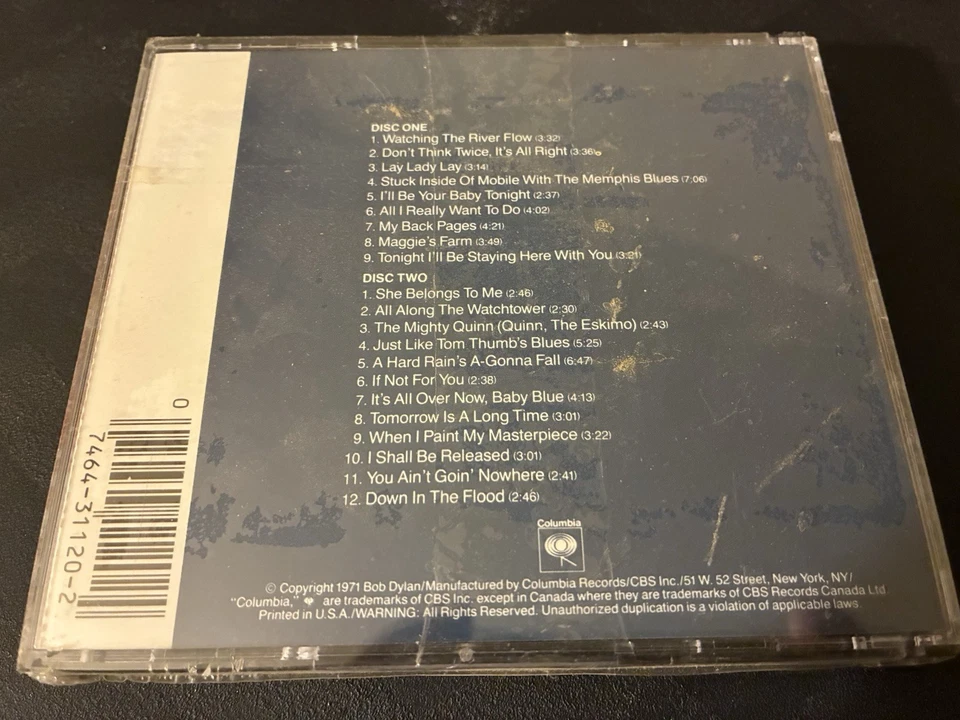 DISC ONE
1. Watching The River Flow (3:32)
2. Don't Think Twice, It's All Right (3:36)
3. Lay Lady Lay (3:14)
4. Stuck Inside Of Mobile With The Memphis Blues (7:06)
5. I'll Be Your Baby Tonight (2:37)
6. All I Really Want To Do (4:02)
7. My Back Pages (4:21)
8. Maggie's Farm (3:49)
9. Tonight I'll Be Staying Here With You (3:21)
DISC TWO
1. She Belongs To Me (2:46)
2. All Along The Watchtower (2:30)
3. The Mighty Quinn (Quinn, The Eskimo) (2:43)
4. Just Like Tom Thumb's Blues (5:25)
5. A Hard Rain's A-Gonna Fall (6:47)
6. If Not For You (2:38)
7. It's All Over Now, Baby Blue (4:13)
8. Tomorrow Is A Long Time (3:01)
9. When I Paint My Masterpiece (3:22)
10. I Shall Be Released (3:01)
11. You Ain't Goin' Nowhere (2:41)
12. Down In The Flood (2:46)
Columbia
© Copyright 1971 Bob Dylan/Manufactured by Columbia Records/CBS Inc./51 W. 52 Street, New York, NY/
"Columbia," are trademarks of CBS Inc. except in Canada where they are trademarks of CBS Records Canada Ltd
Printed in U.S.A./WARNING: All Rights Reserved. Unauthorized duplication is a violation of applicable laws
0 7464-31120-2